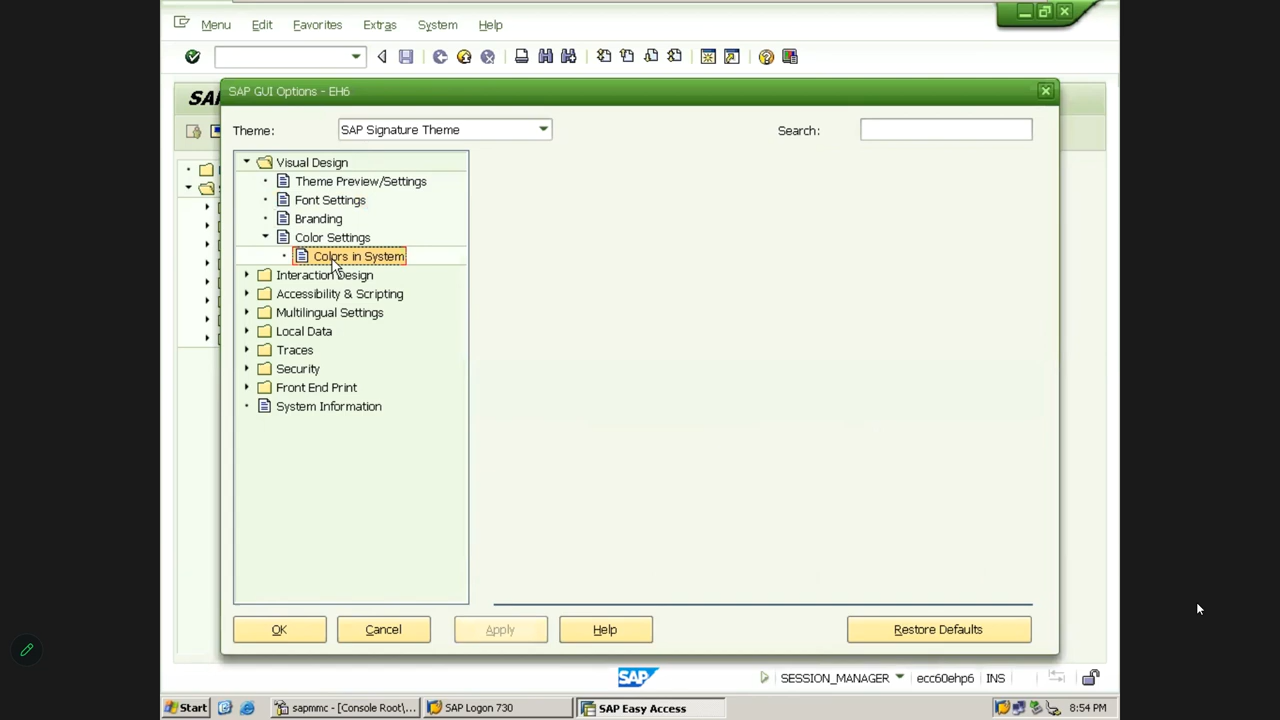 Menu Edit Favorites Extras System Help
SAP
SAP GUI Options - EH6
Theme: SAP Signature Theme Search:
Visual Design
Theme Preview/Settings
Font Settings
Branding
Color Settings
Colors in System
Interaction Design
Accessibility & Scripting
Multilingual Settings
Local Data
Traces
Security
Front End Print
System Information
OK Cancel Apply Help Restore Defaults
SAP SESSION_MANAGER ecc60ehp6 INS
Start sapmmc - [Console Root\... SAP Logon 730 SAP Easy Access 8:54 PM